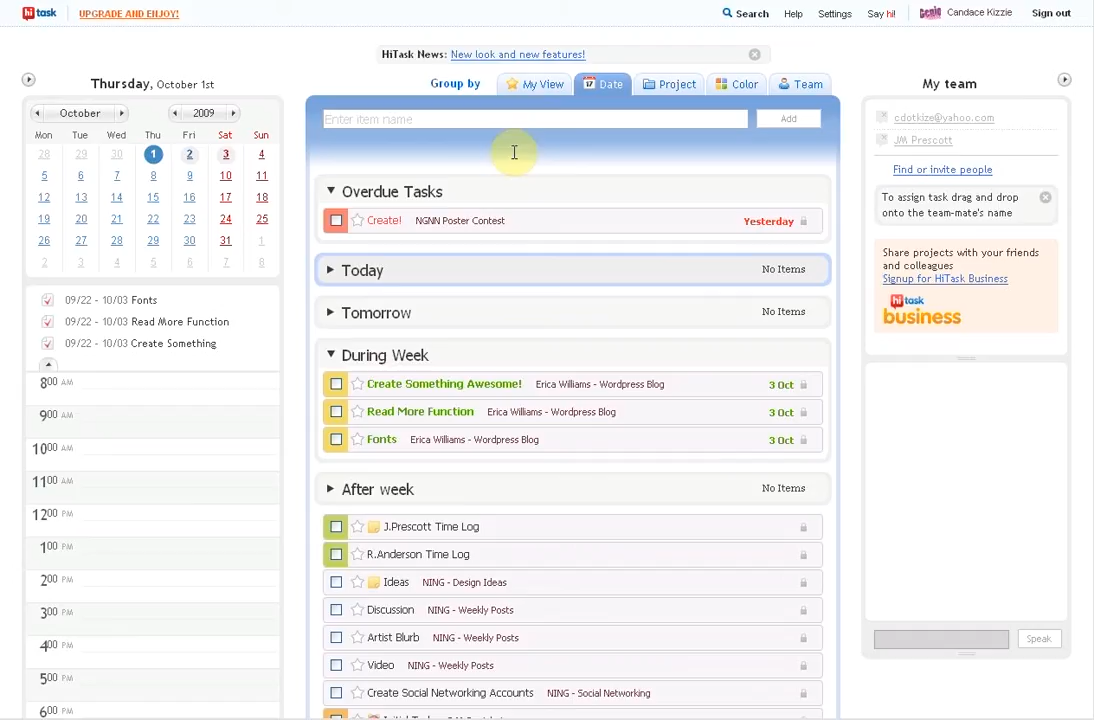 hi task
UPGRADE AND ENJOY!
Search
Help
Settings
Say hi!
Candace Kizzie
Sign out
HiTask News: New look and new features!
Thursday, October 1st
Group by
My View
Date
Project
Color
Team
My team
October
2009
Mon Tue Wed Thu Fri Sat Sun
28 29 30 1 2 3 4
5 6 7 8 9 10 11
12 13 14 15 16 17 18
19 20 21 22 23 24 25
26 27 28 29 30 31 1
2 3 4 5 6 7 8
09/22 - 10/03 Fonts
09/22 - 10/03 Read More Function
09/22 - 10/03 Create Something
8 00 AM
9 00 AM
10 00 AM
11 00 AM
12 00 PM
1 00 PM
2 00 PM
3 00 PM
4 00 PM
5 00 PM
6 00 PM
Enter item name
Add
Overdue Tasks
Create! NGNN Poster Contest Yesterday
Today No Items
Tomorrow No Items
During Week
Create Something Awesome! Erica Williams - Wordpress Blog 3 Oct
Read More Function Erica Williams - Wordpress Blog 3 Oct
Fonts Erica Williams - Wordpress Blog 3 Oct
After week No Items
J.Prescott Time Log
R.Anderson Time Log
Ideas NING - Design Ideas
Discussion NING - Weekly Posts
Artist Blurb NING - Weekly Posts
Video NING - Weekly Posts
Create Social Networking Accounts NING - Social Networking
cdotkize@yahoo.com
JM Prescott
Find or invite people
To assign task drag and drop
onto the team-mate's name
Share projects with your friends
and colleagues
Signup for HiTask Business
hi task
business
Speak